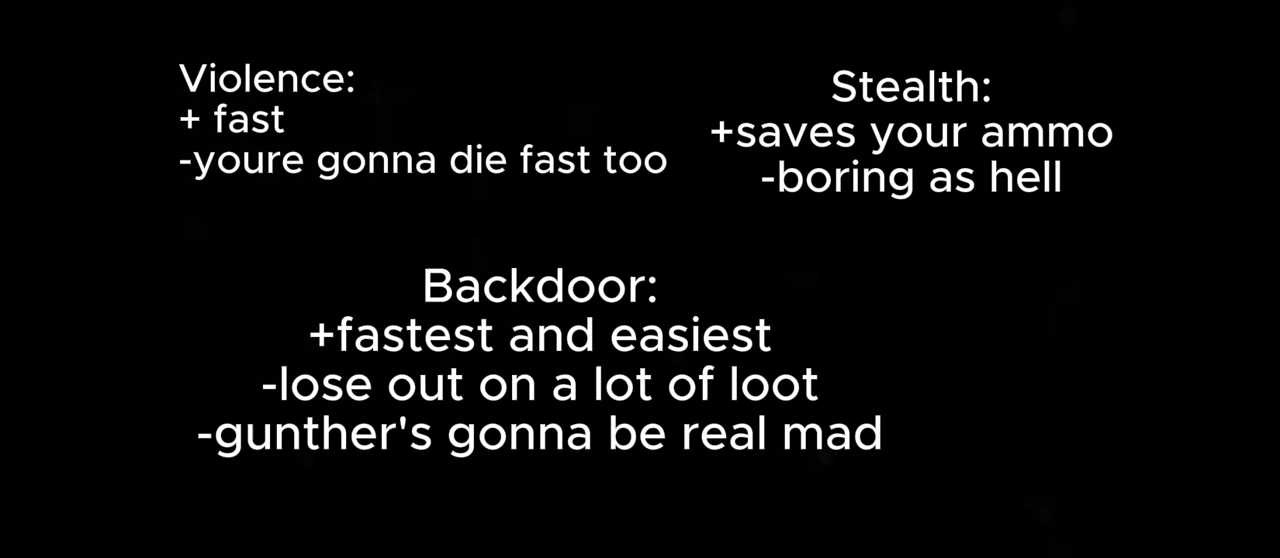 Violence:
+ fast
-youre gonna die fast too
Stealth:
+saves your ammo
-boring as hell
Backdoor:
+fastest and easiest
-lose out on a lot of loot
-gunther's gonna be real mad